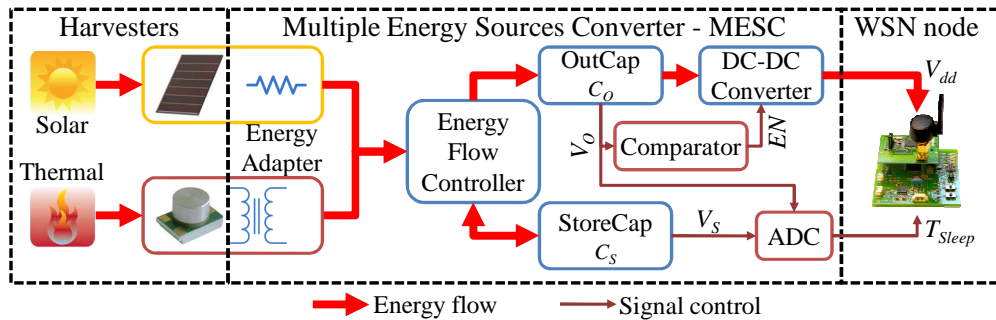 Harvesters
Multiple Energy Sources Converter - MESC
WSN node
Solar
Thermal
Energy
Adapter
Energy
Flow
Controller
OutCap
C_O
DC-DC
Converter
V_dd
V_O
Comparator
EN
StoreCap
C_S
V_S
ADC
T_Sleep
Energy flow
Signal control